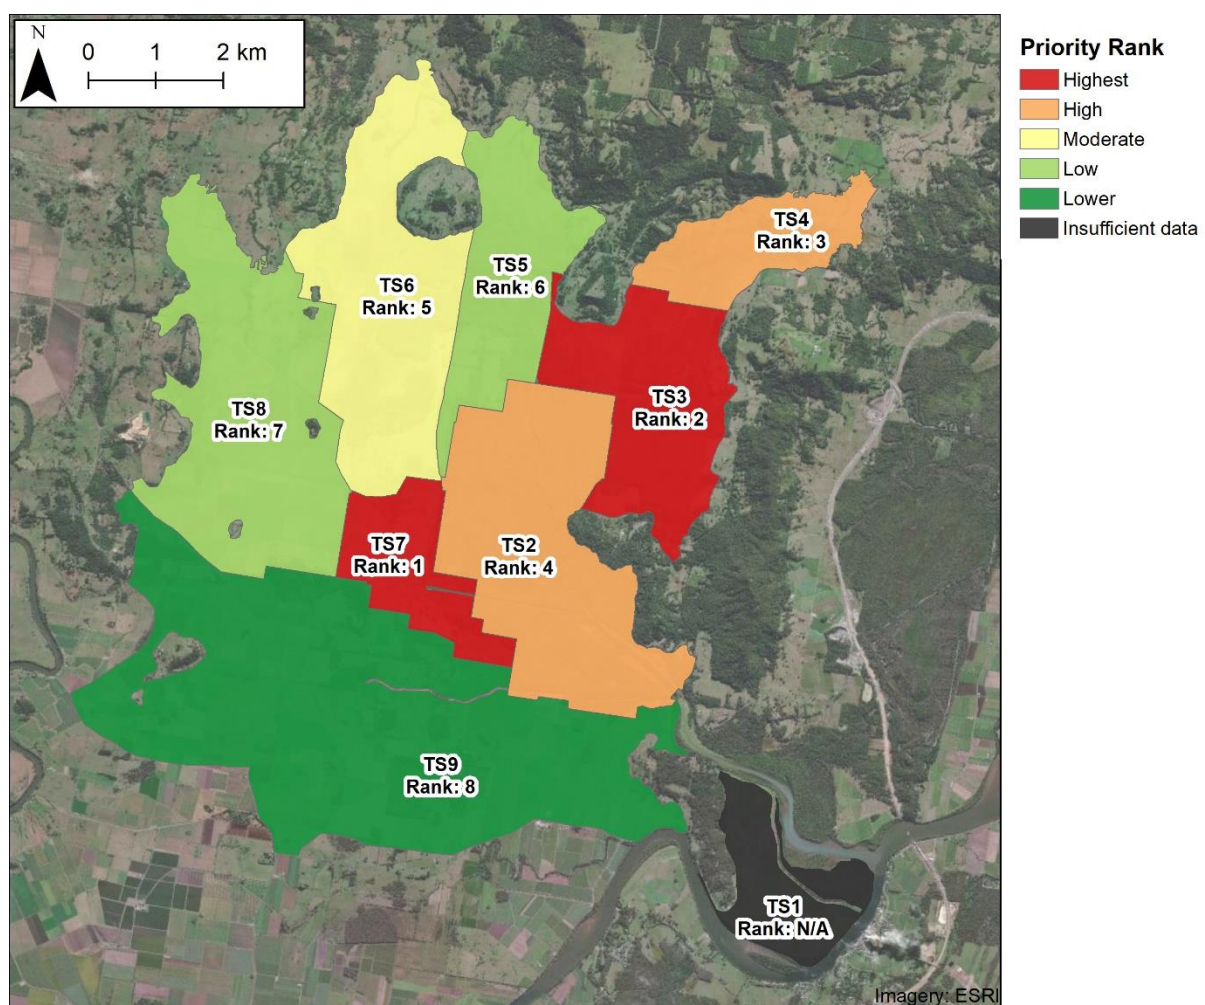 N
0 1 2 km
Priority Rank
Highest
High
Moderate
Low
Lower
Insufficient data
TS4
Rank: 3
TS5
Rank: 6
TS6
Rank: 5
TS3
Rank: 2
TS8
Rank: 7
TS7
Rank: 1
TS2
Rank: 4
TS9
Rank: 8
TS1
Rank: N/A
Imagery: ESRI